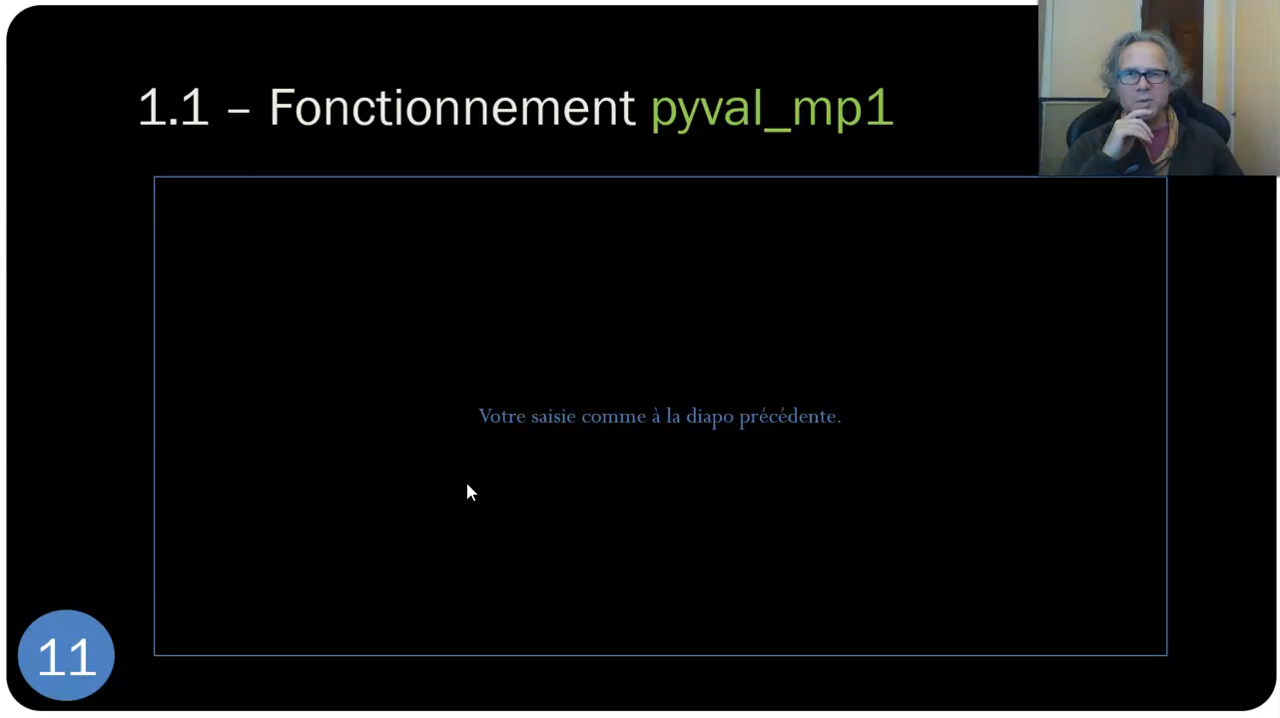 1.1 – Fonctionnement pyval_mp1
Votre saisie comme à la diapo précédente.
11